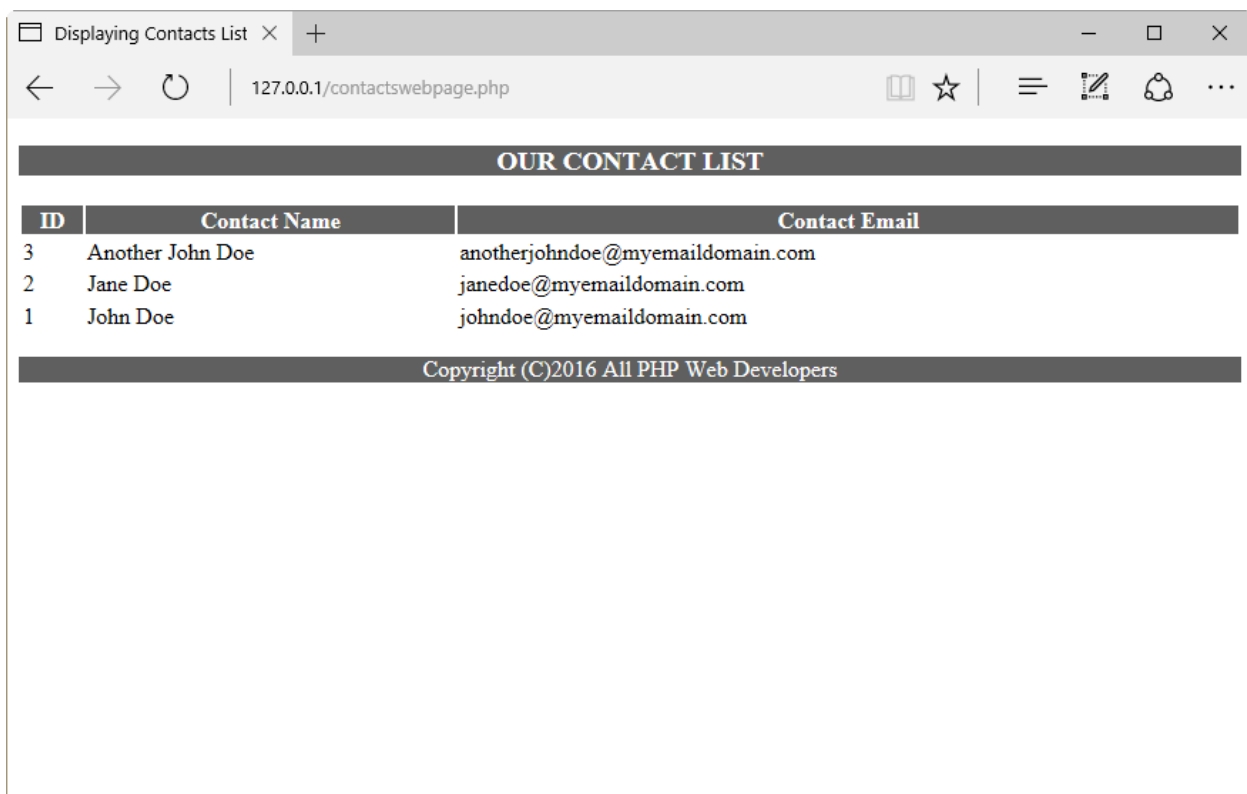 Displaying Contacts List
127.0.0.1/contactswebpage.php
OUR CONTACT LIST
ID Contact Name Contact Email
3 Another John Doe anotherjohndoe@myemaildomain.com
2 Jane Doe janedoe@myemaildomain.com
1 John Doe johndoe@myemaildomain.com
Copyright (C)2016 All PHP Web Developers